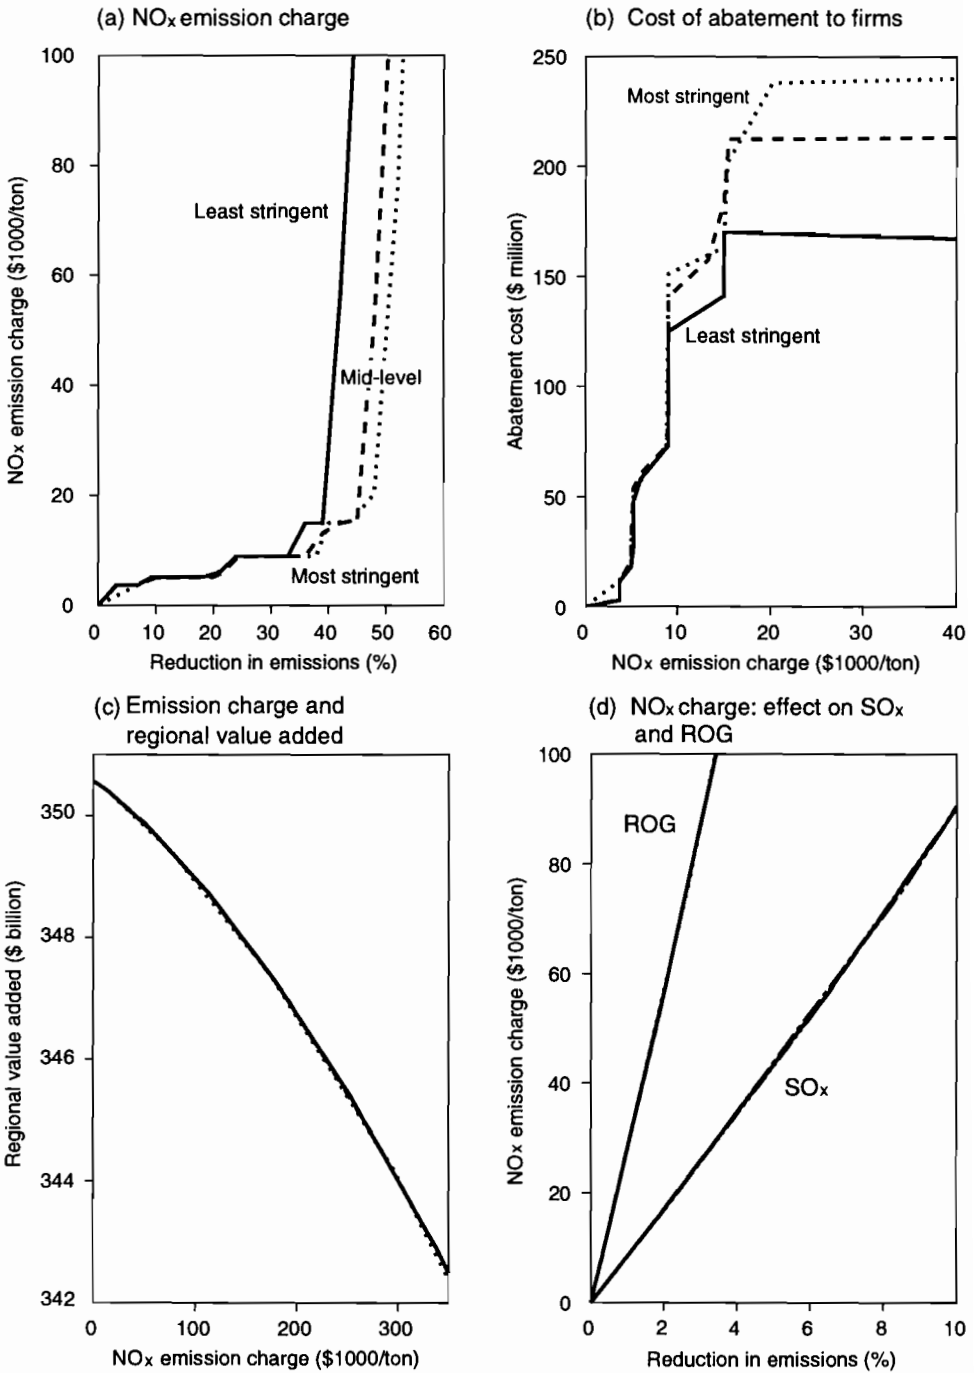 (a) NOx emission charge
NOx emission charge ($1000/ton)
100
80
60
40
20
0
Least stringent
Mid-level
Most stringent
0 10 20 30 40 50 60
Reduction in emissions (%)
(b) Cost of abatement to firms
Abatement cost ($ million)
250
200
150
100
50
0
Most stringent
Least stringent
0 10 20 30 40
NOx emission charge ($1000/ton)
(c) Emission charge and
regional value added
Regional value added ($ billion)
350
348
346
344
342
0 100 200 300
NOx emission charge ($1000/ton)
(d) NOx charge: effect on SOx
and ROG
NOx emission charge ($1000/ton)
100
80
60
40
20
0
ROG
SOx
0 2 4 6 8 10
Reduction in emissions (%)